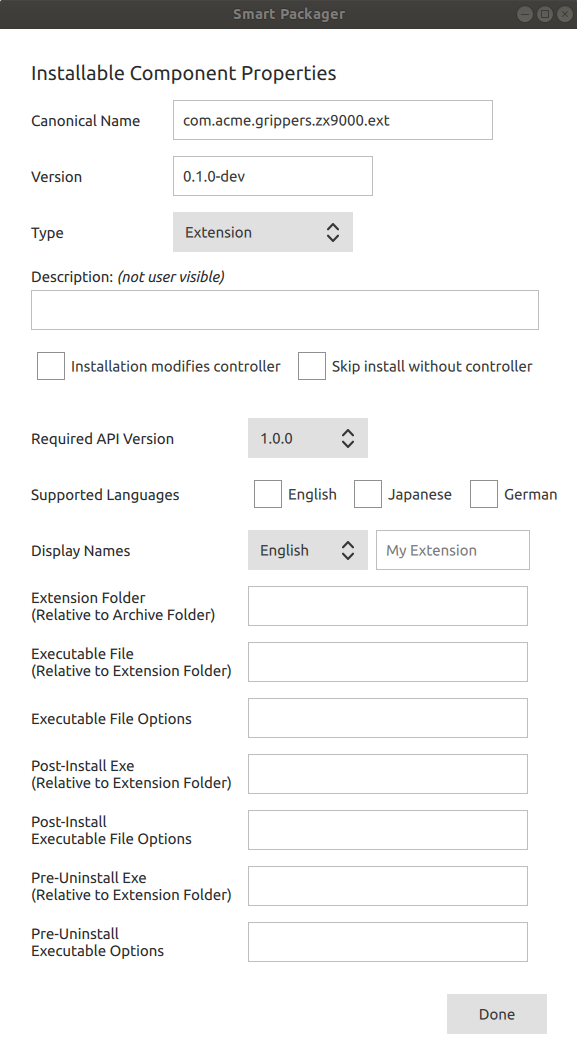 Smart Packager
Installable Component Properties
Canonical Name com.acme.grippers.zx9000.ext
Version 0.1.0-dev
Type Extension
Description: (not user visible)
Installation modifies controller Skip install without controller
Required API Version 1.0.0
Supported Languages English Japanese German
Display Names English My Extension
Extension Folder
(Relative to Archive Folder)
Executable File
(Relative to Extension Folder)
Executable File Options
Post-Install Exe
(Relative to Extension Folder)
Post-Install
Executable File Options
Pre-Uninstall Exe
(Relative to Extension Folder)
Pre-Uninstall
Executable Options
Done